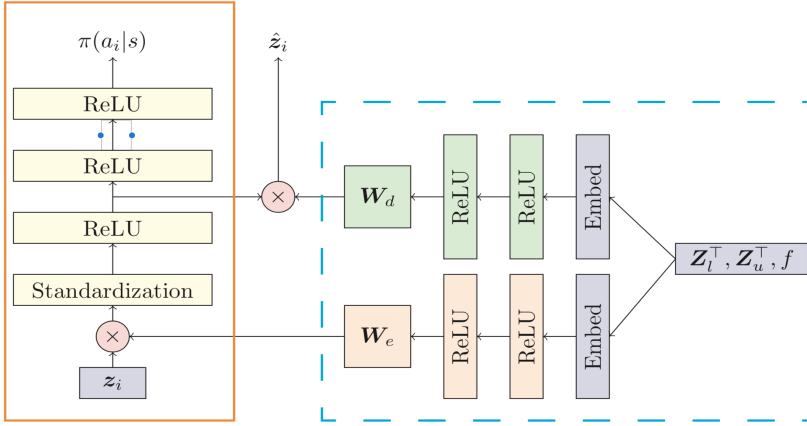 π(a_i|s)
ẑ_i
ReLU
ReLU
ReLU
Standardization
×
z_i
×
W_d
ReLU
ReLU
Embed
W_e
ReLU
ReLU
Embed
Z_l^⊤, Z_u^⊤, f